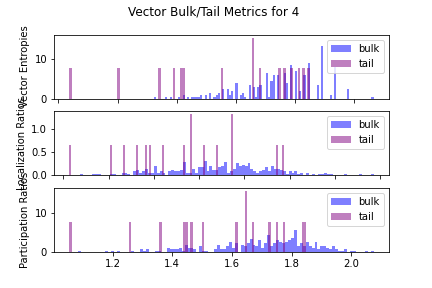 Vector Bulk/Tail Metrics for 4
Vector Entropies
10
0
bulk
tail
Localization Ratios
1.0
0.5
0.0
bulk
tail
Participation Ratios
10
0
bulk
tail
1.2 1.4 1.6 1.8 2.0